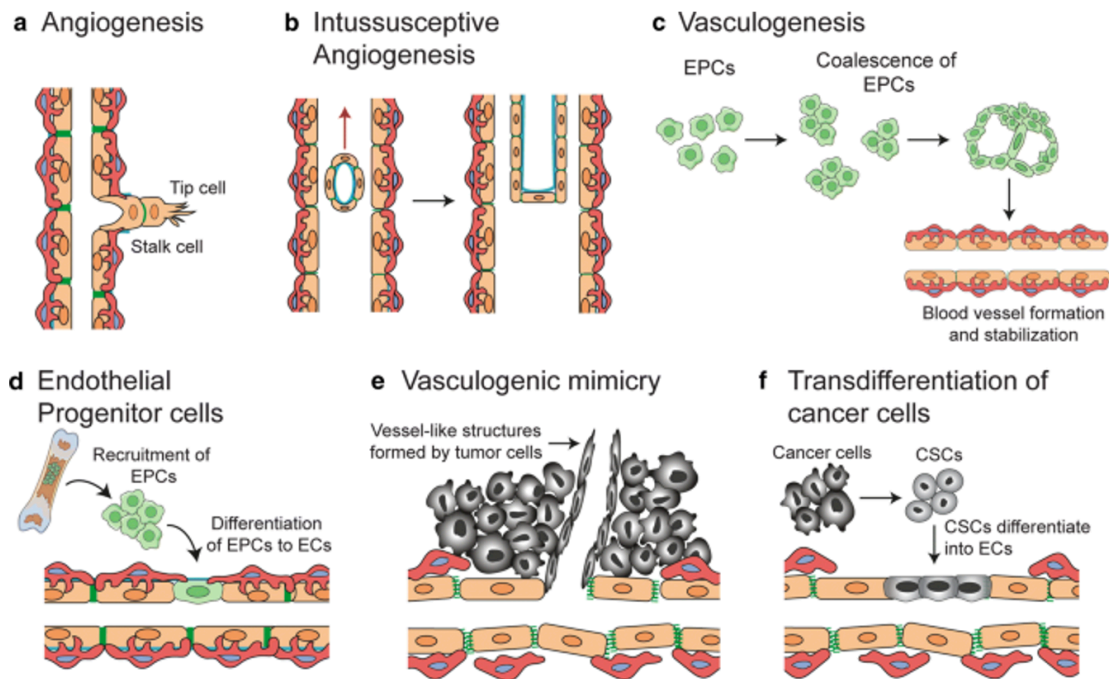 a Angiogenesis
Tip cell
Stalk cell
b Intussusceptive
Angiogenesis
c Vasculogenesis
EPCs
Coalescence of
EPCs
Blood vessel formation
and stabilization
d Endothelial
Progenitor cells
Recruitment of
EPCs
Differentiation
of EPCs to ECs
e Vasculogenic mimicry
Vessel-like structures
formed by tumor cells
f Transdifferentiation of
cancer cells
Cancer cells
CSCs
CSCs differentiate
into ECs